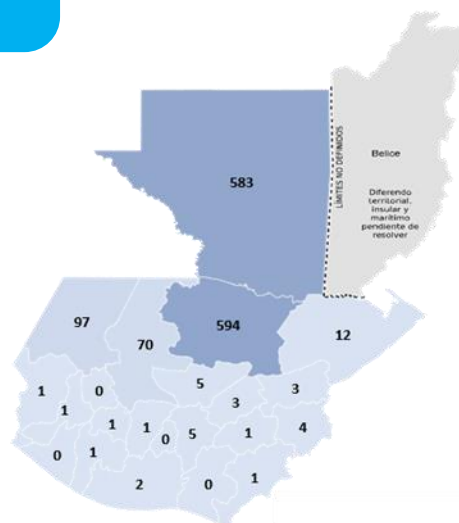 583
LÍMITES NO DEFINIDOS
Belice
Diferendo
territorial,
insular y
marítimo
pendiente de
resolver
97
70
594
12
5
3
1
0
3
1
1
1
0
5
1
4
0
1
2
0
1